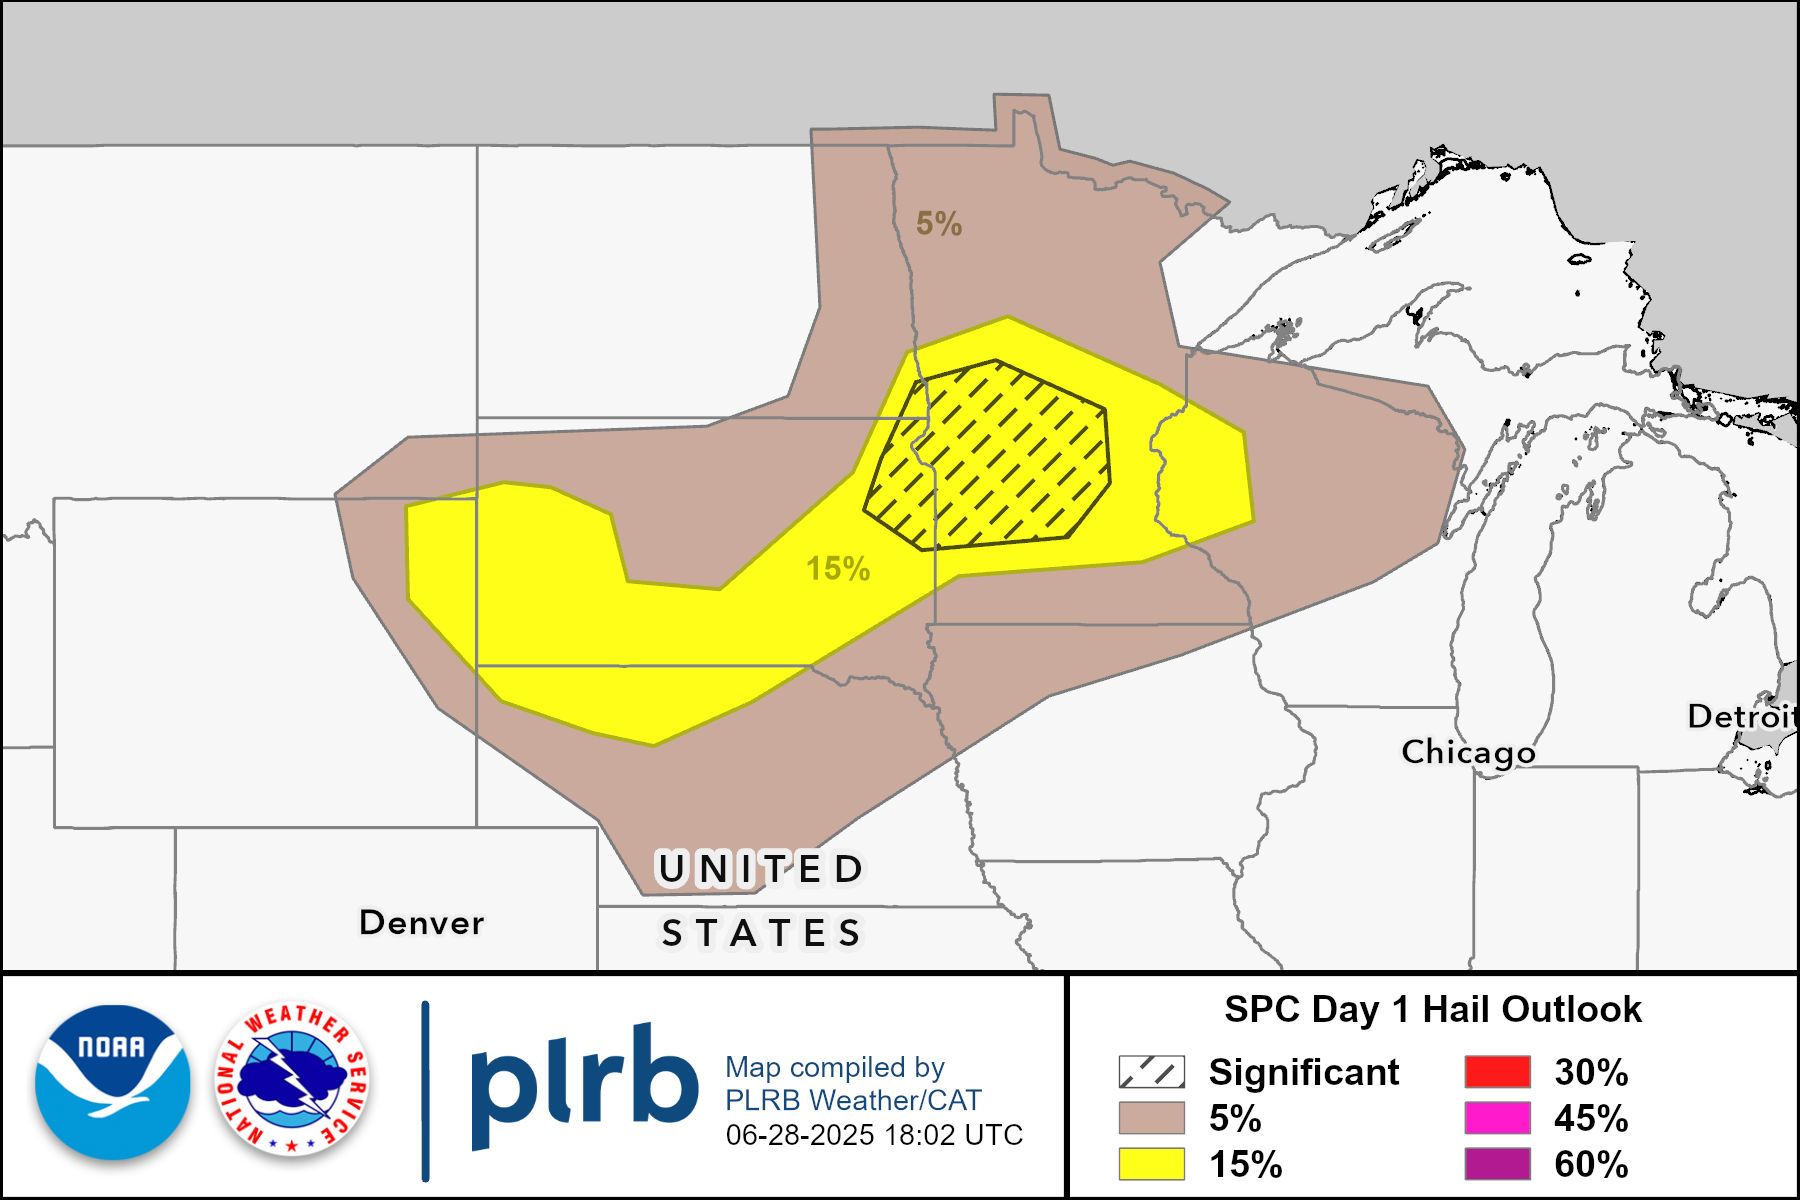 5%
15%
Detroit
Chicago
UNITED
STATES
Denver
NOAA
NATIONAL WEATHER SERVICE
plrb
Map compiled by
PLRB Weather/CAT
06-28-2025 18:02 UTC
SPC Day 1 Hail Outlook
Significant
5%
15%
30%
45%
60%